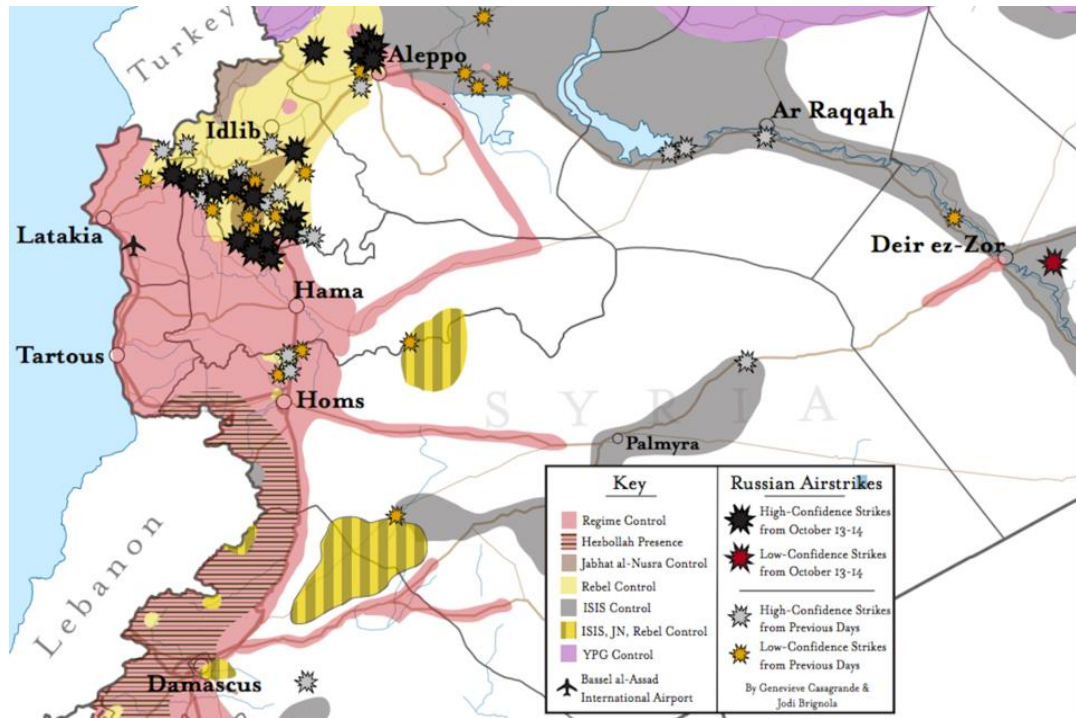 Turkey
Aleppo
Idlib
Ar Raqqah
Latakia
Deir ez-Zor
Hama
Tartous
Homs
SYRIA
Palmyra
Lebanon
Damascus
Key
Regime Control
Hezbollah Presence
Jabhat al-Nusra Control
Rebel Control
ISIS Control
ISIS, JN, Rebel Control
YPG Control
Bassel al-Assad
International Airport
Russian Airstrikes
High-Confidence Strikes
from October 13-14
Low-Confidence Strikes
from October 13-14
High-Confidence Strikes
from Previous Days
Low-Confidence Strikes
from Previous Days
By Genevieve Casagrande &
Jodi Brignola